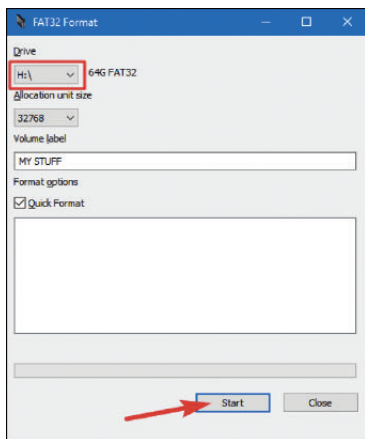 FAT32 Format
Drive
H:\ 64G FAT32
Allocation unit size
32768
Volume label
MY STUFF
Format options
Quick Format
Start Close